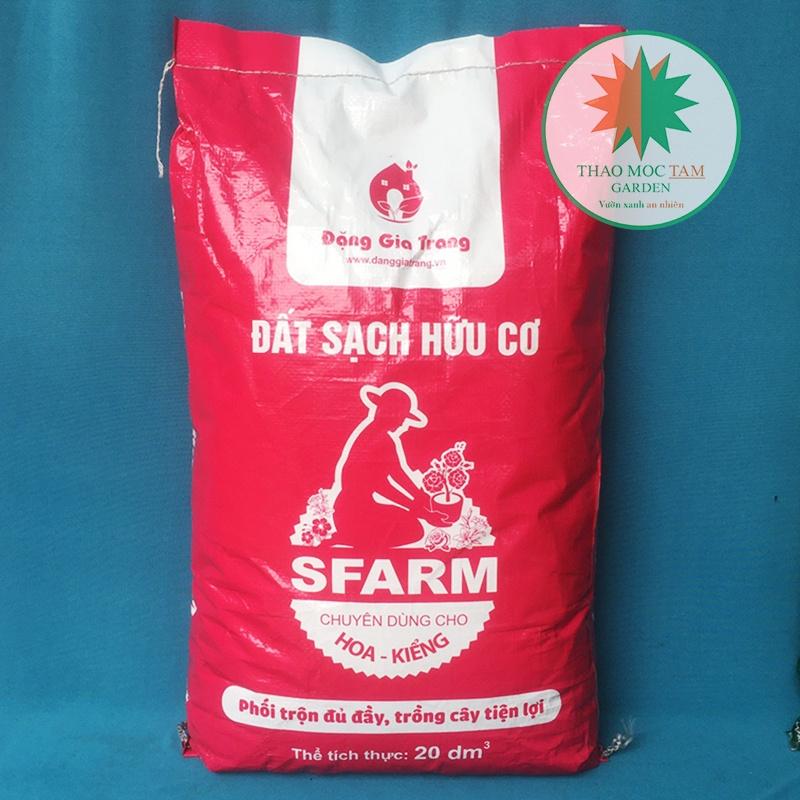 THAO MOC TAM
GARDEN
Vườn xanh an nhiên
Đặng Gia Trang
www.danggiatrang.vn
ĐẤT SẠCH HỮU CƠ
SFARM
CHUYÊN DÙNG CHO
HOA - KIỂNG
Phối trộn đủ đầy, trồng cây tiện lợi
Thể tích thực: 20 dm³